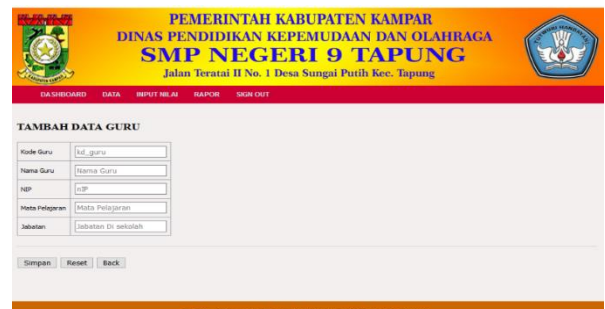 PEMERINTAH KABUPATEN KAMPAR
DINAS PENDIDIKAN KEPEMUDAAN DAN OLAHRAGA
SMP NEGERI 9 TAPUNG
Jalan Teratai II No. 1 Desa Sungai Putih Kec. Tapung
DASHBOARD DATA INPUT NILAI RAPOR SIGN OUT
TAMBAH DATA GURU
Kode Guru kd_guru
Nama Guru Nama Guru
NIP nIP
Mata Pelajaran Mata Pelajaran
Jabatan Jabatan Di sekolah
Simpan Reset Back